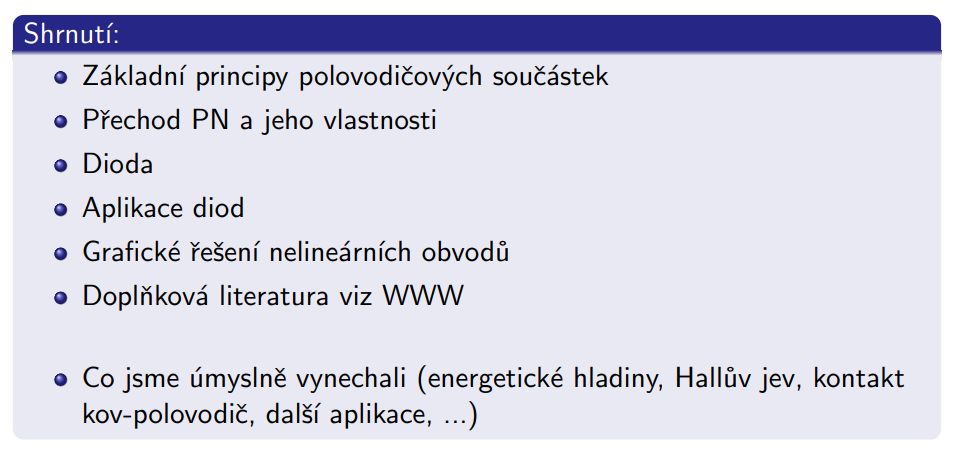 Shrnutí:
Základní principy polovodičových součástek
Přechod PN a jeho vlastnosti
Dioda
Aplikace diod
Grafické řešení nelineárních obvodů
Doplňková literatura viz WWW
Co jsme úmyslně vynechali (energetické hladiny, Hallův jev, kontakt
kov-polovodič, další aplikace, ...)